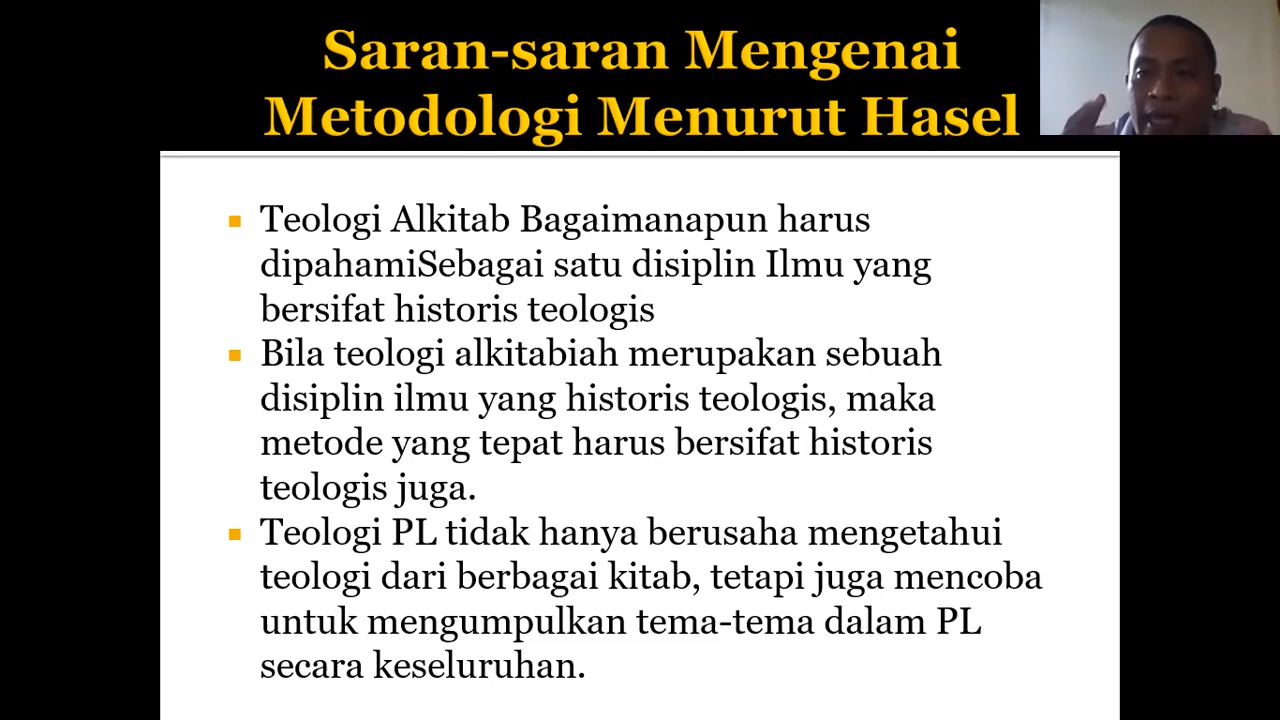 Saran-saran Mengenai
Metodologi Menurut Hasel
Teologi Alkitab Bagaimanapun harus
dipahamiSebagai satu disiplin Ilmu yang
bersifat historis teologis
Bila teologi alkitabiah merupakan sebuah
disiplin ilmu yang historis teologis, maka
metode yang tepat harus bersifat historis
teologis juga.
Teologi PL tidak hanya berusaha mengetahui
teologi dari berbagai kitab, tetapi juga mencoba
untuk mengumpulkan tema-tema dalam PL
secara keseluruhan.